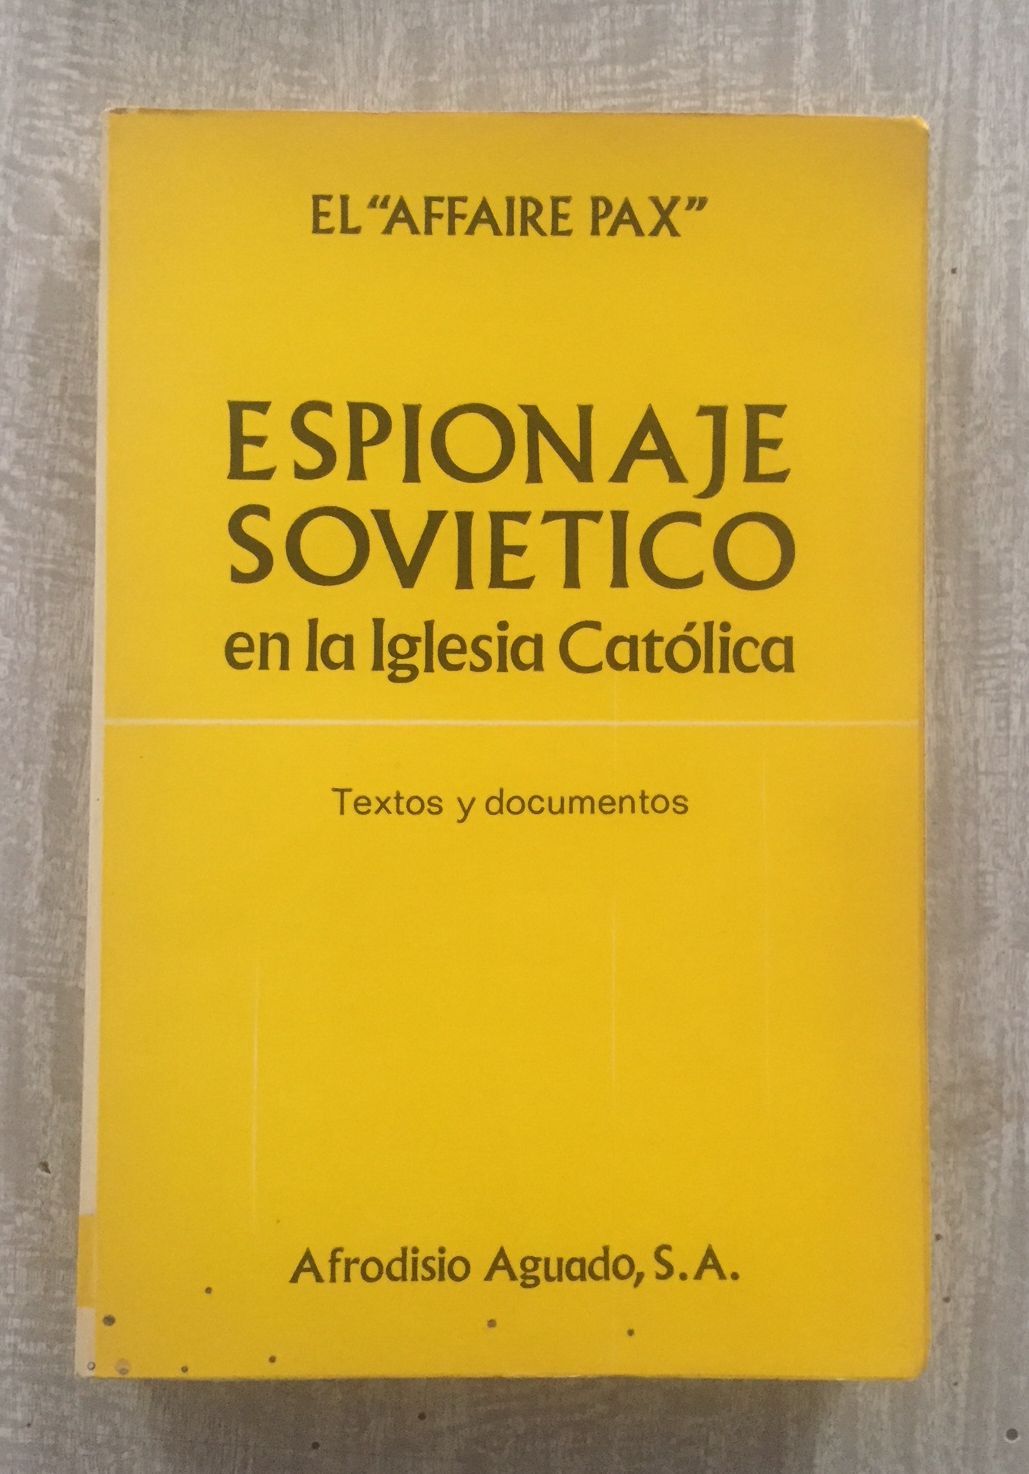 EL “AFFAIRE PAX”
ESPIONAJE
SOVIETICO
en la Iglesia Católica
Textos y documentos
Afrodisio Aguado, S.A.